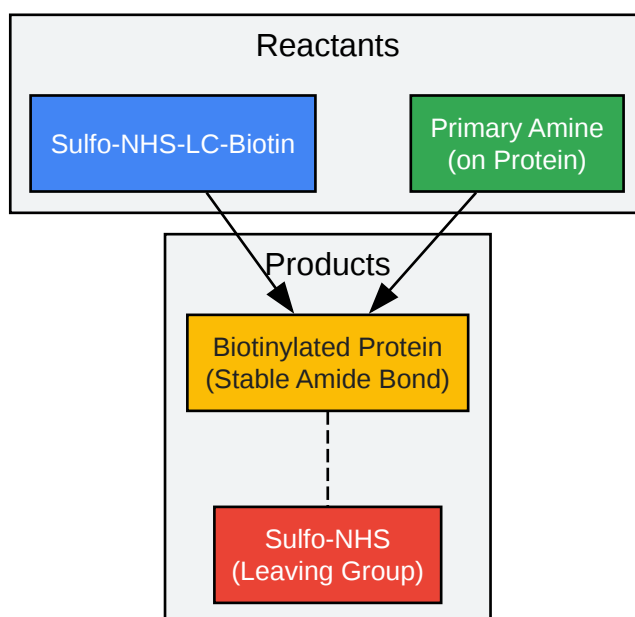 Reactants
Sulfo-NHS-LC-Biotin
Primary Amine
(on Protein)
Products
Biotinylated Protein
(Stable Amide Bond)
Sulfo-NHS
(Leaving Group)